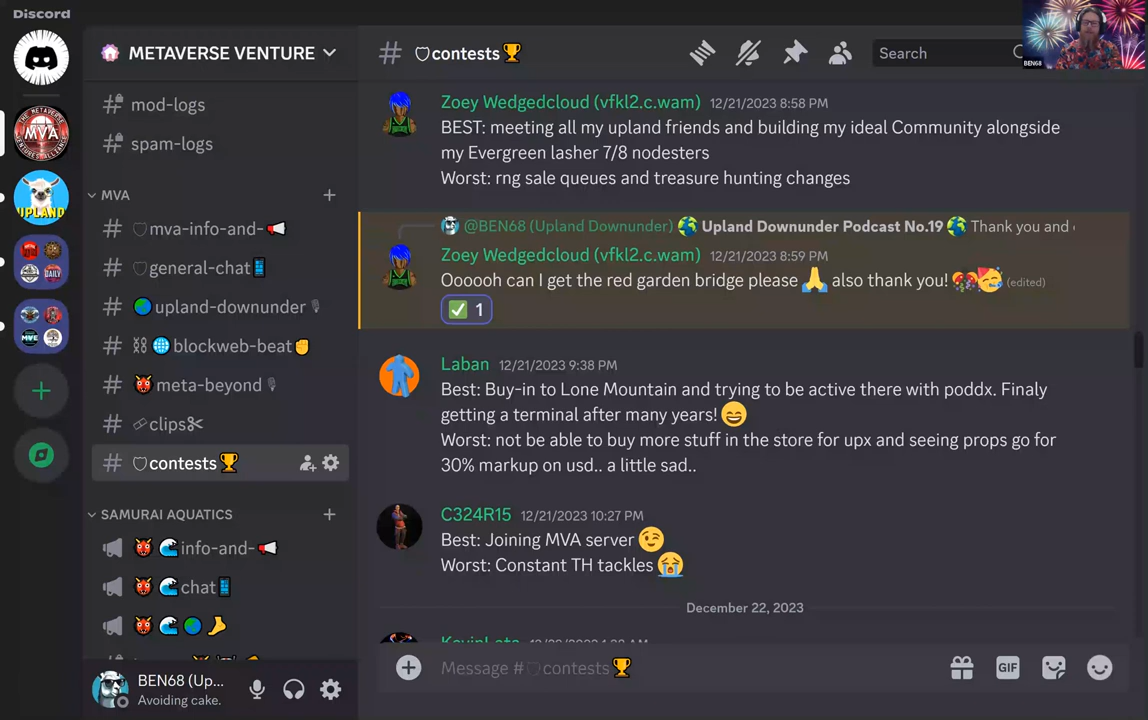 Discord
METAVERSE VENTURE
mod-logs
spam-logs
MVA
mva-info-and-
general-chat
upland-downunder
blockweb-beat
meta-beyond
clips
contests
SAMURAI AQUATICS
info-and-
chat
BEN68 (Up...
Avoiding cake.
MVA
UPLAND
DAILY
MVE
# contests
Search
BEN68
Zoey Wedgedcloud (vfkl2.c.wam) 12/21/2023 8:58 PM
BEST: meeting all my upland friends and building my ideal Community alongside
my Evergreen lasher 7/8 nodesters
Worst: rng sale queues and treasure hunting changes
@BEN68 (Upland Downunder) Upland Downunder Podcast No.19 Thank you and
Zoey Wedgedcloud (vfkl2.c.wam) 12/21/2023 8:59 PM
Oooooh can I get the red garden bridge please also thank you! (edited)
1
Laban 12/21/2023 9:38 PM
Best: Buy-in to Lone Mountain and trying to be active there with poddx. Finaly
getting a terminal after many years!
Worst: not be able to buy more stuff in the store for upx and seeing props go for
30% markup on usd.. a little sad..
C324R15 12/21/2023 10:27 PM
Best: Joining MVA server
Worst: Constant TH tackles
December 22, 2023
Message # contests
GIF